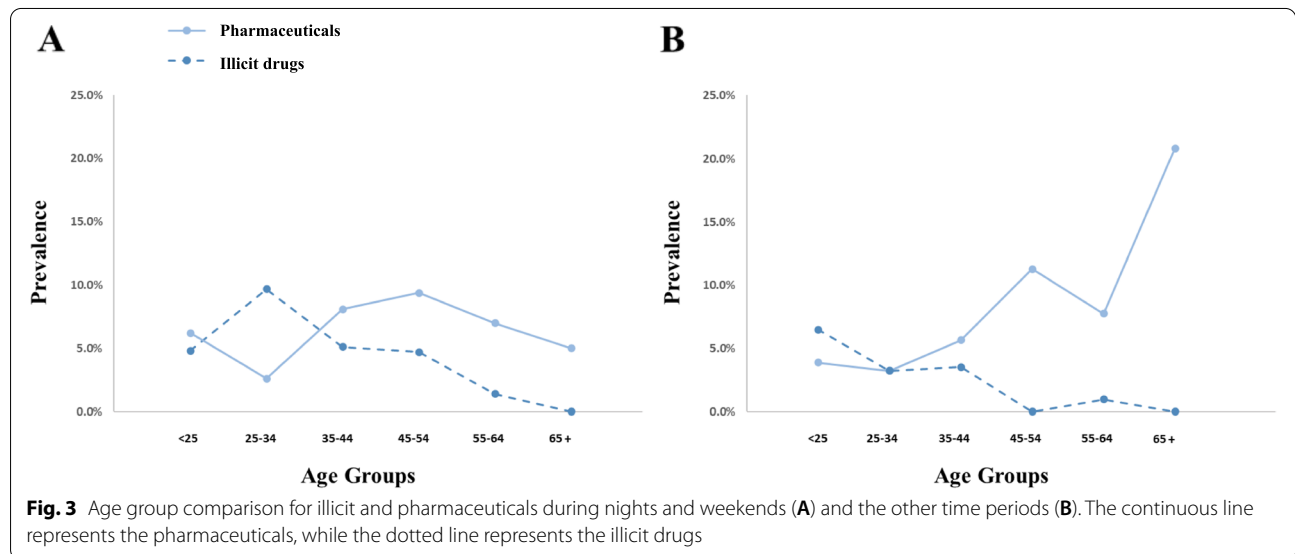 A
Pharmaceuticals
Illicit drugs
25.0%
20.0%
15.0%
10.0%
5.0%
0.0%
Prevalence
<25 25-34 35-44 45-54 55-64 65 +
Age Groups
B
25.0%
20.0%
15.0%
10.0%
5.0%
0.0%
Prevalence
<25 25-34 35-44 45-54 55-64 65 +
Age Groups
Fig. 3 Age group comparison for illicit and pharmaceuticals during nights and weekends (A) and the other time periods (B). The continuous line
represents the pharmaceuticals, while the dotted line represents the illicit drugs